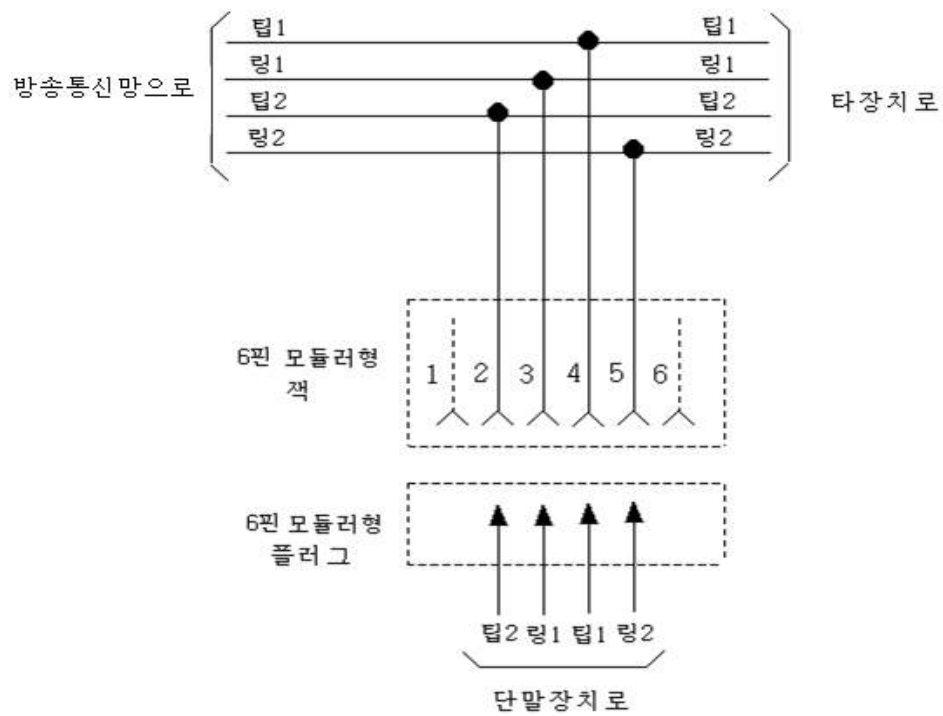 팁1 팁1
링1 링1
방송통신망으로 팁2 팁2 타장치로
링2 링2
6핀 모듈러형
잭
1 2 3 4 5 6
6핀 모듈러형
플러그
팁2 링1 팁1 링2
단말장치로